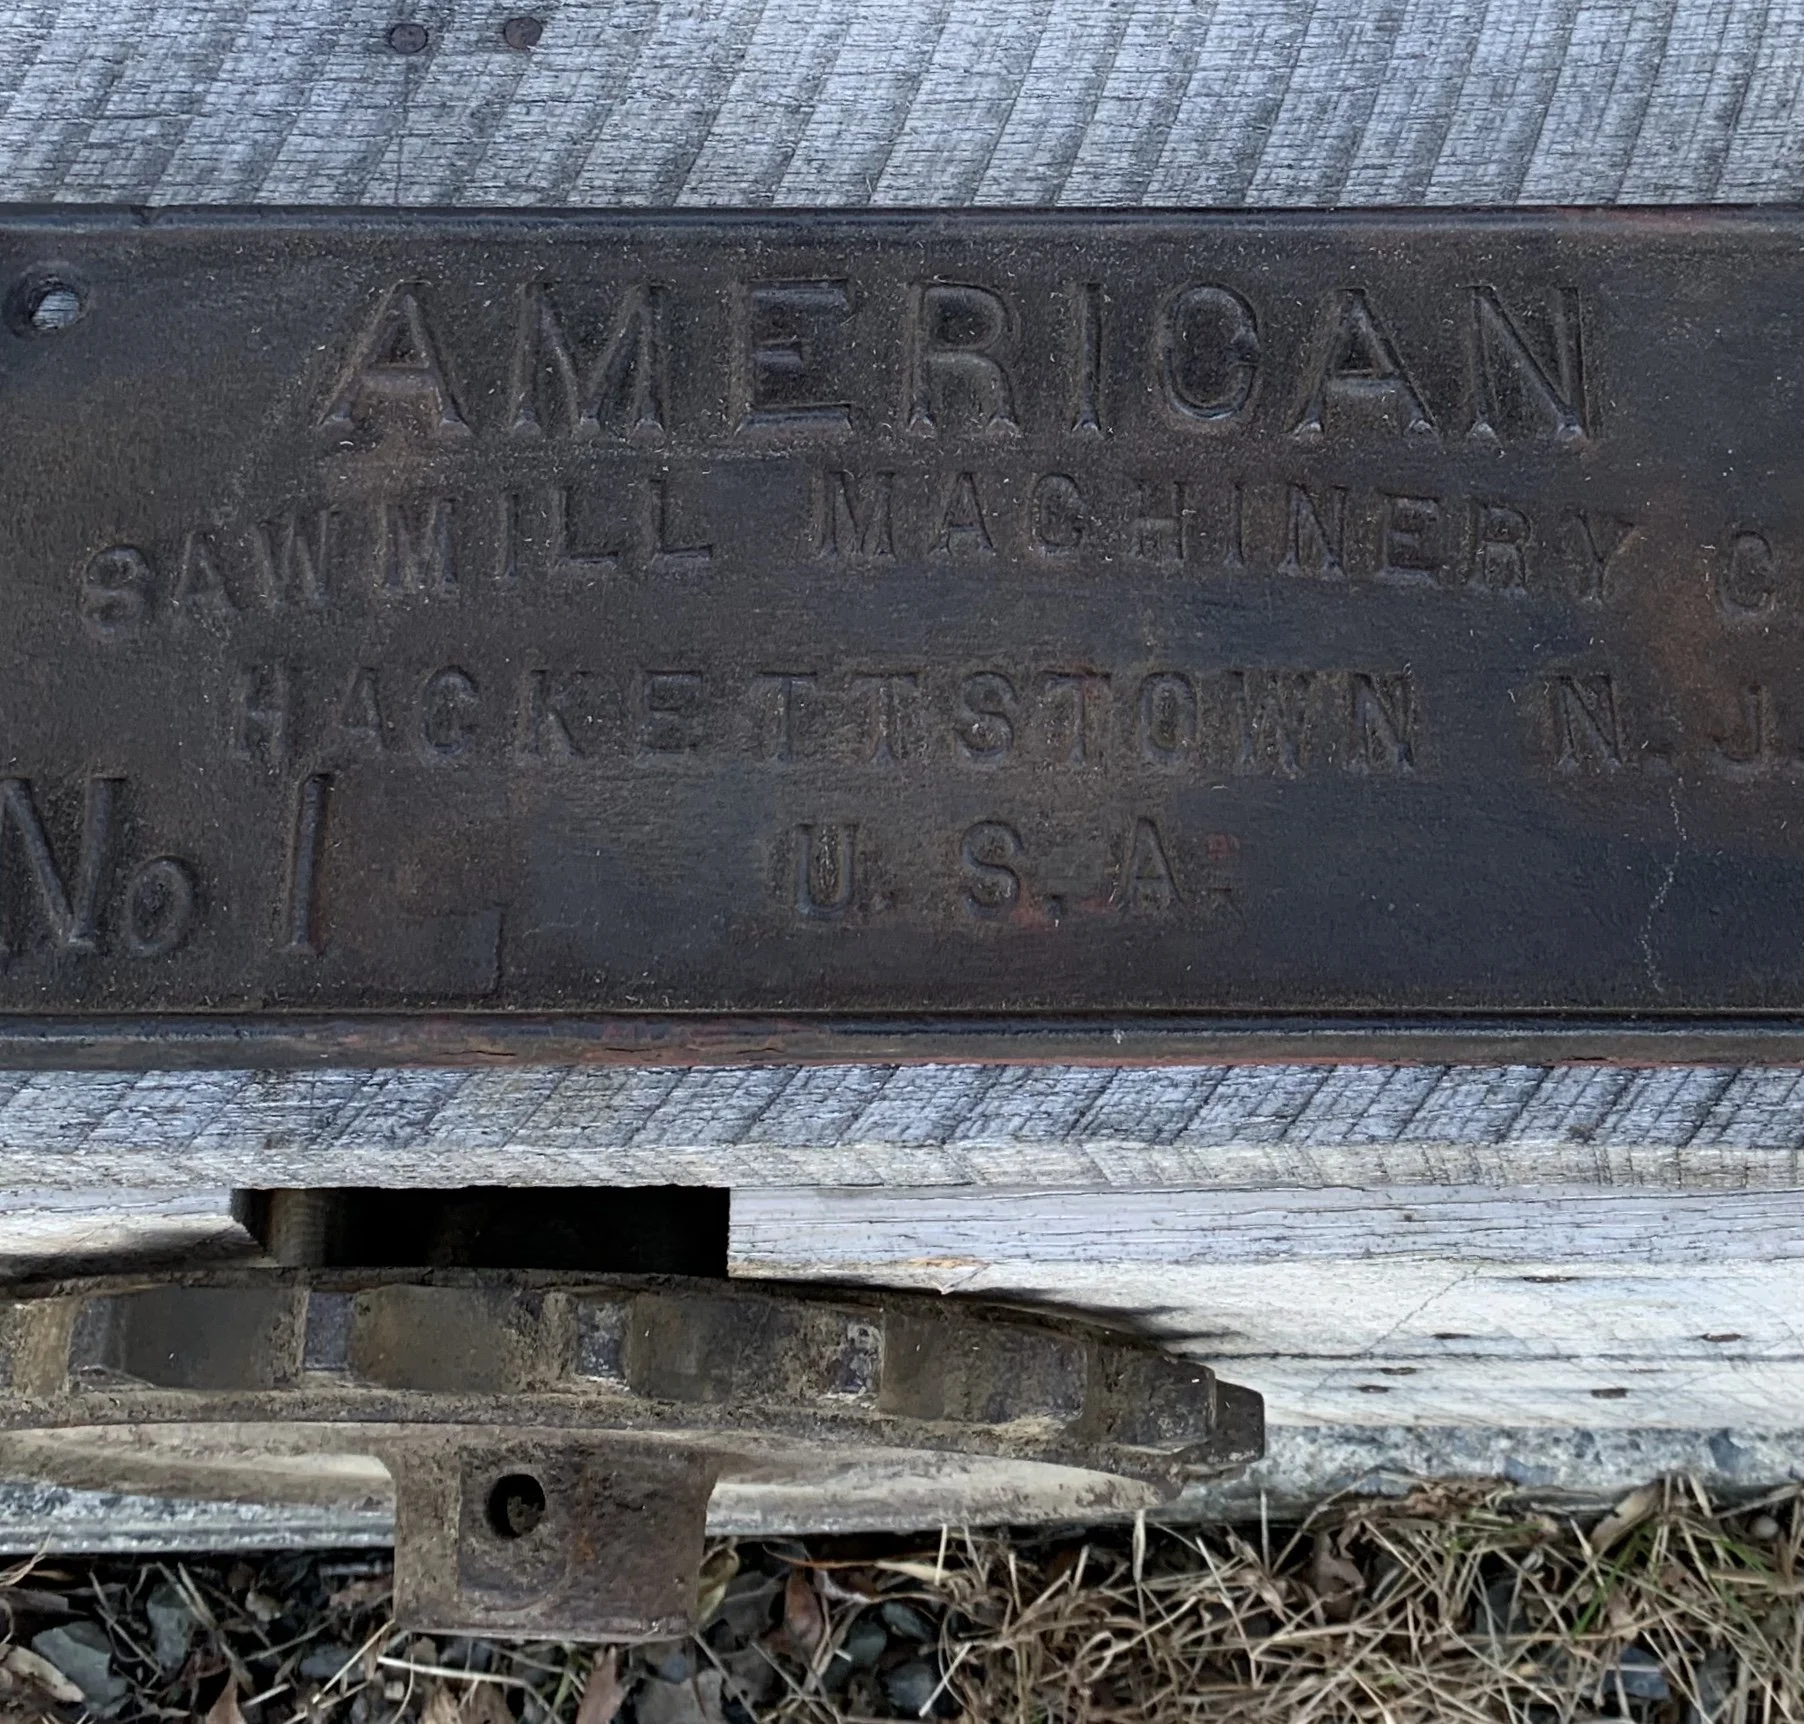 AMERICAN
SAWMILL MACHINERY C
HACKETTSTOWN N.J.
No 1
U.S.A.